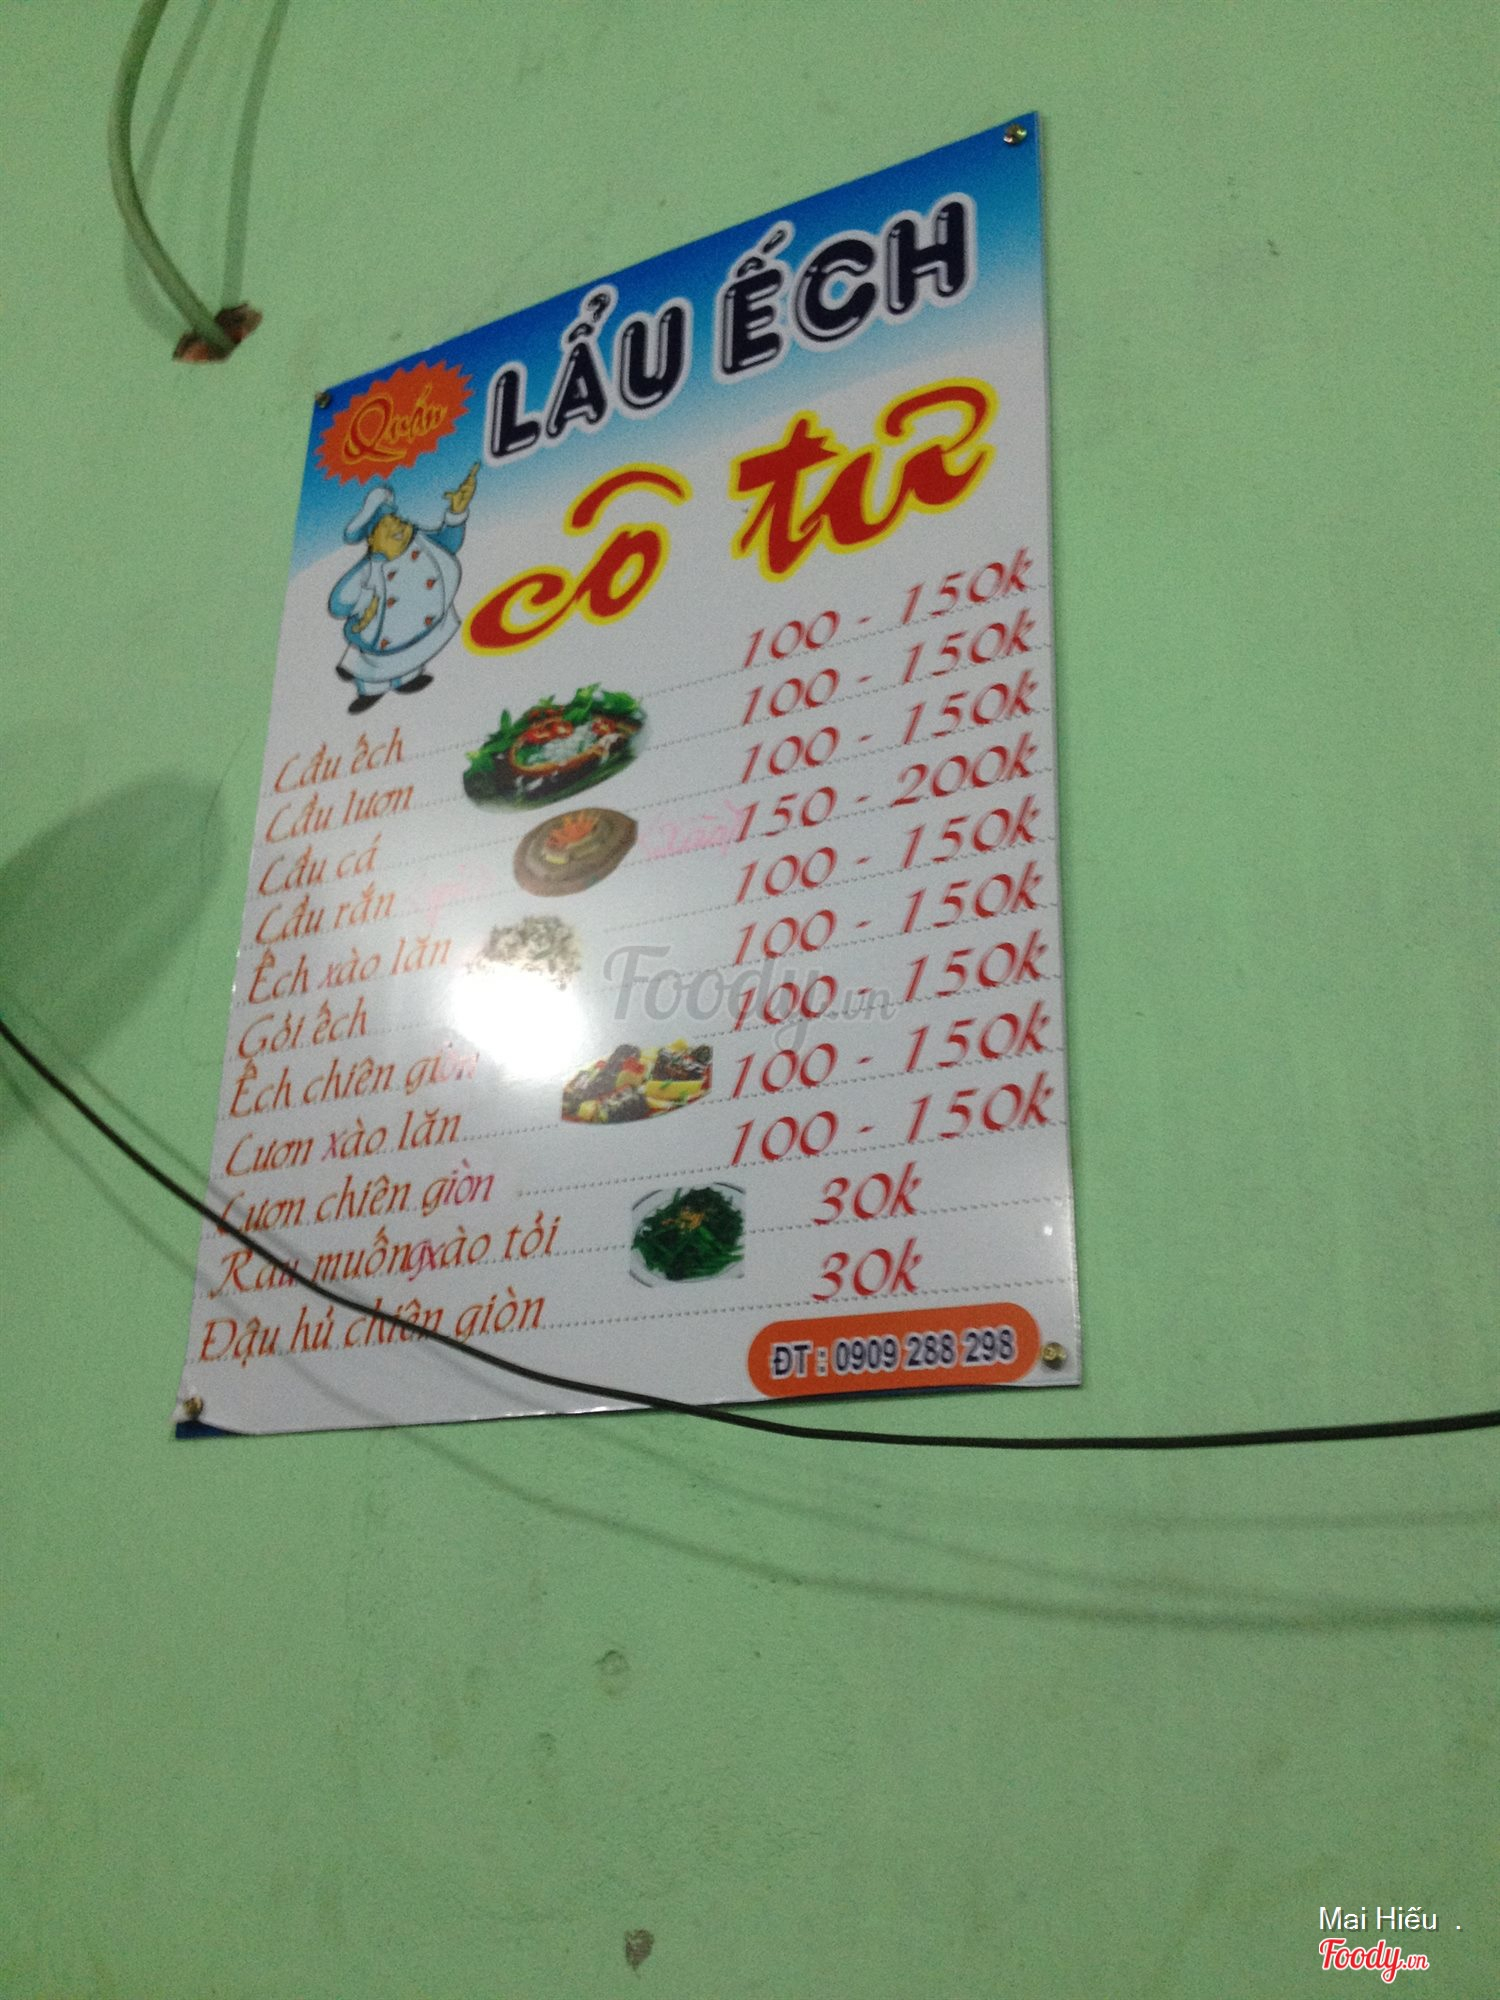 Quán
LẨU ẾCH
cô tư
Lẩu ếch 100 - 150k
Lẩu lươn 100 - 150k
Lẩu cá 100 - 150k
Lẩu rắn 150 - 200k
Ếch xào lăn 100 - 150k
Gỏi ếch 100 - 150k
Ếch chiên giòn 100 - 150k
Lươn xào lăn 100 - 150k
Lươn chiên giòn 100 - 150k
Rau muống xào tỏi 30k
Đậu hủ chiên giòn 30k
ĐT : 0909 288 298
Foody.vn
Mai Hiếu .
Foody.vn